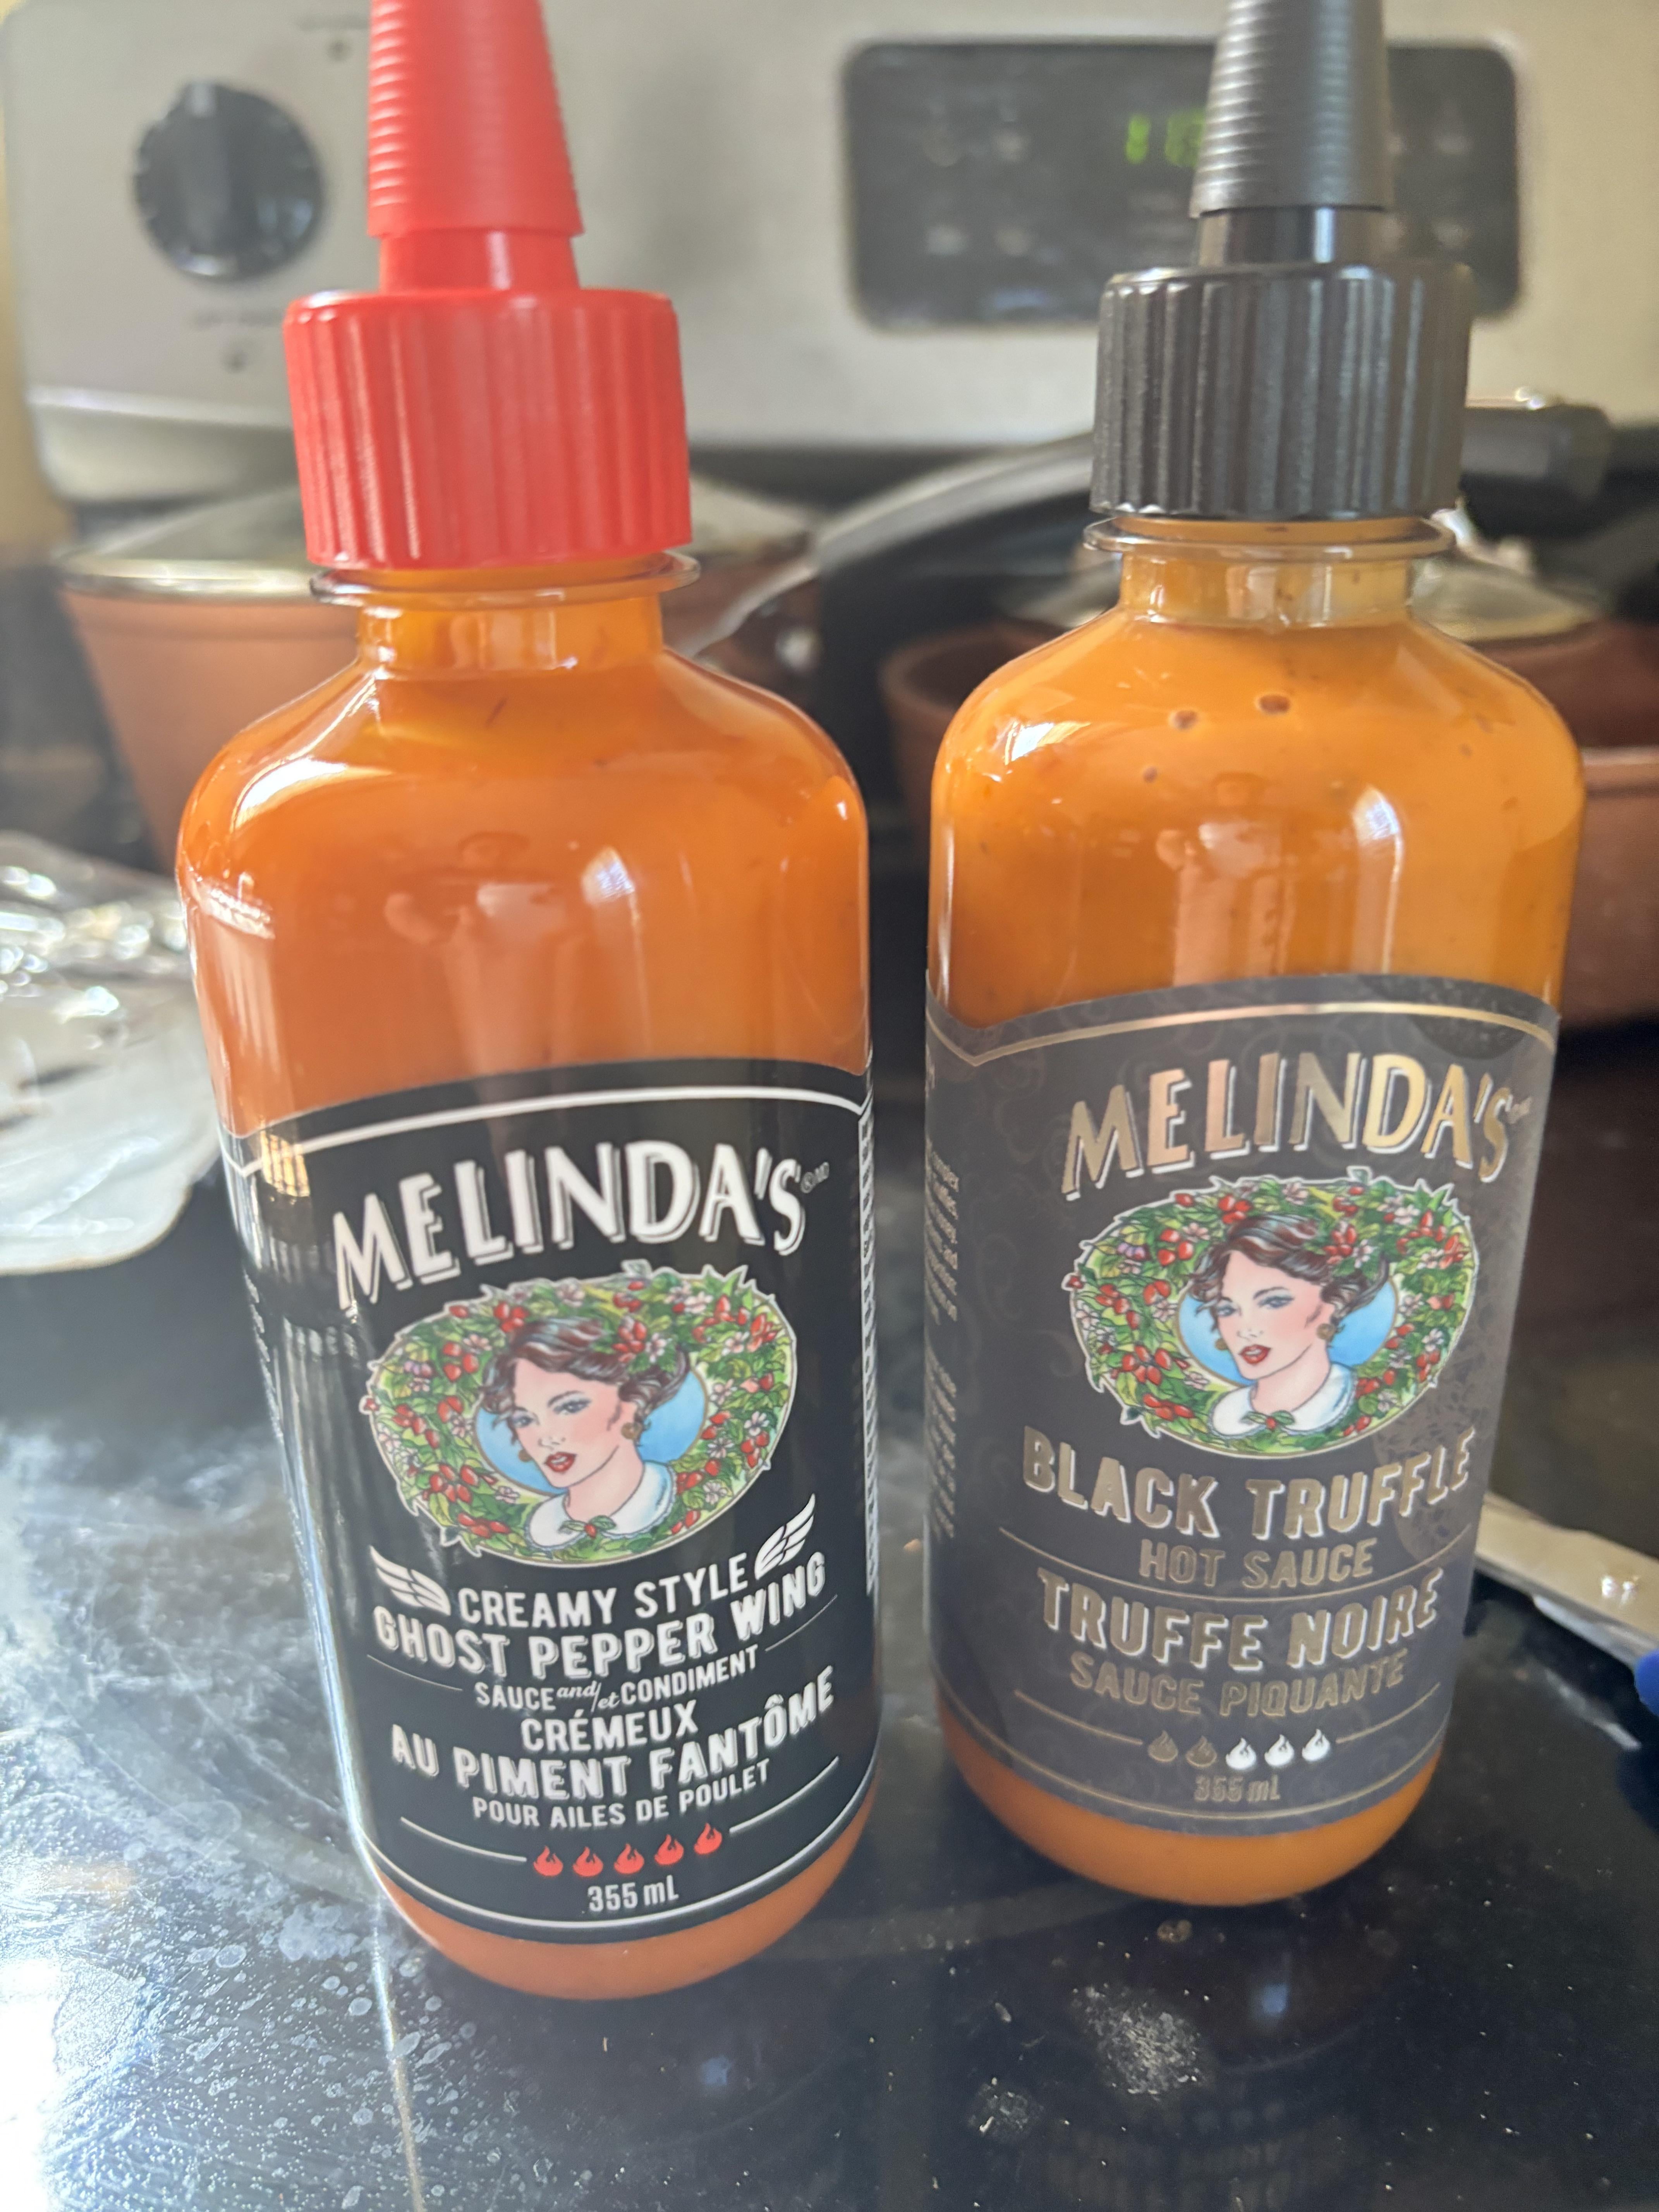 MELINDA'S
CREAMY STYLE
GHOST PEPPER WING
SAUCE and/et CONDIMENT
CRÉMEUX
AU PIMENT FANTÔME
POUR AILES DE POULET
355 mL
MELINDA'S
BLACK TRUFFLE
HOT SAUCE
TRUFFE NOIRE
SAUCE PIQUANTE
355 mL